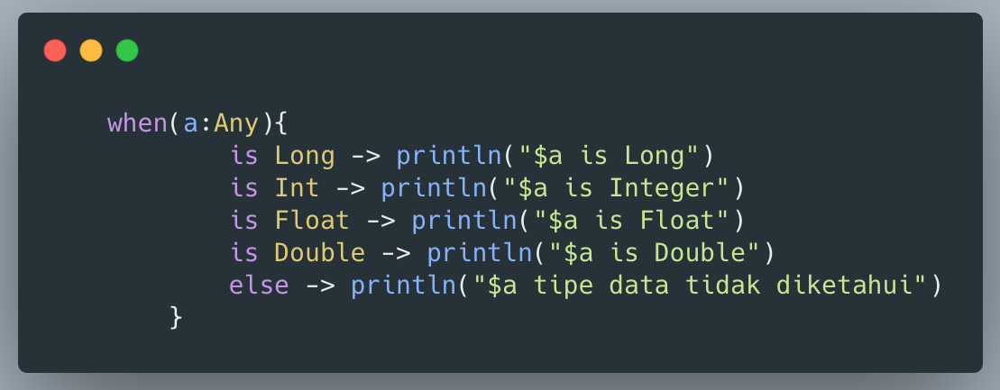 when(a:Any){
is Long -> println("$a is Long")
is Int -> println("$a is Integer")
is Float -> println("$a is Float")
is Double -> println("$a is Double")
else -> println("$a tipe data tidak diketahui")
}